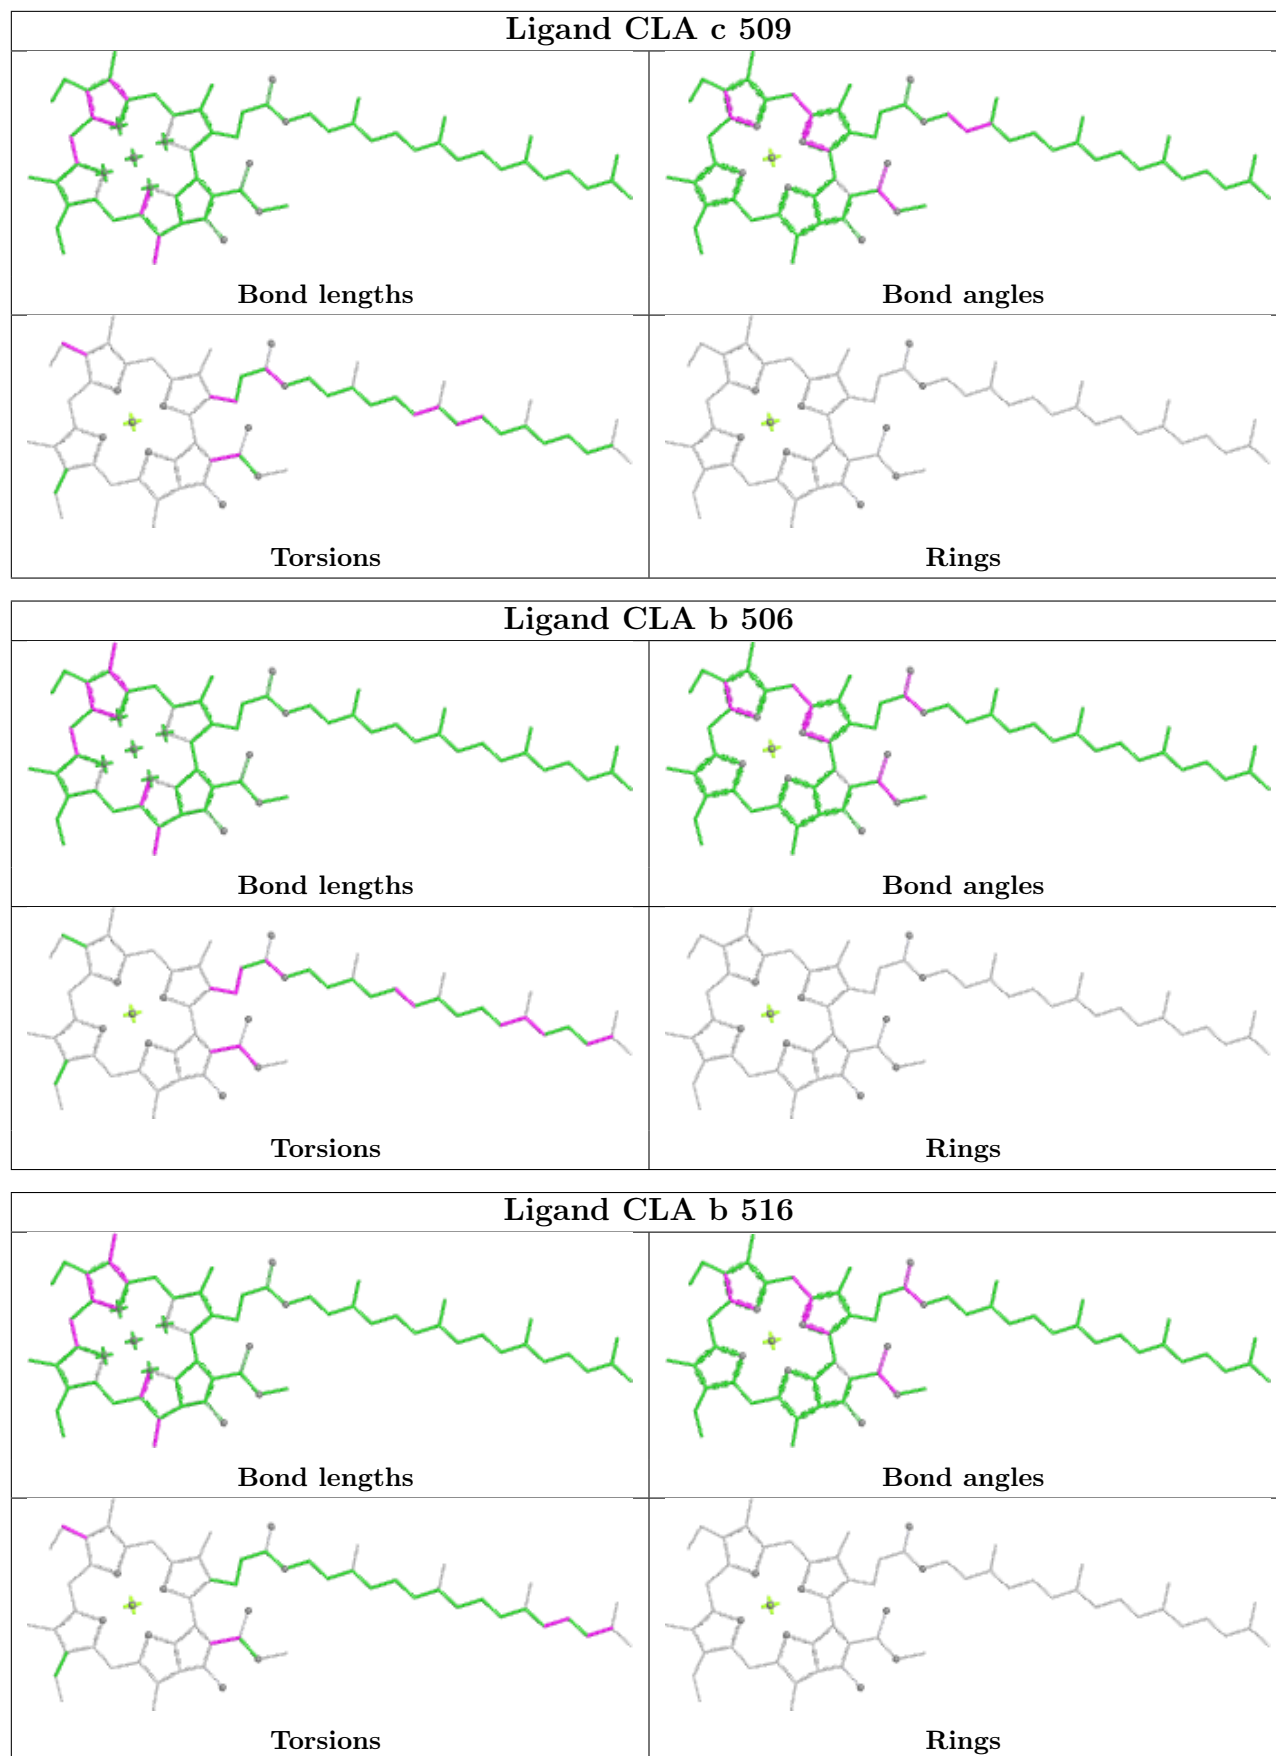 Ligand CLA c 509
Bond lengths
Bond angles
Torsions
Rings
Ligand CLA b 506
Bond lengths
Bond angles
Torsions
Rings
Ligand CLA b 516
Bond lengths
Bond angles
Torsions
Rings